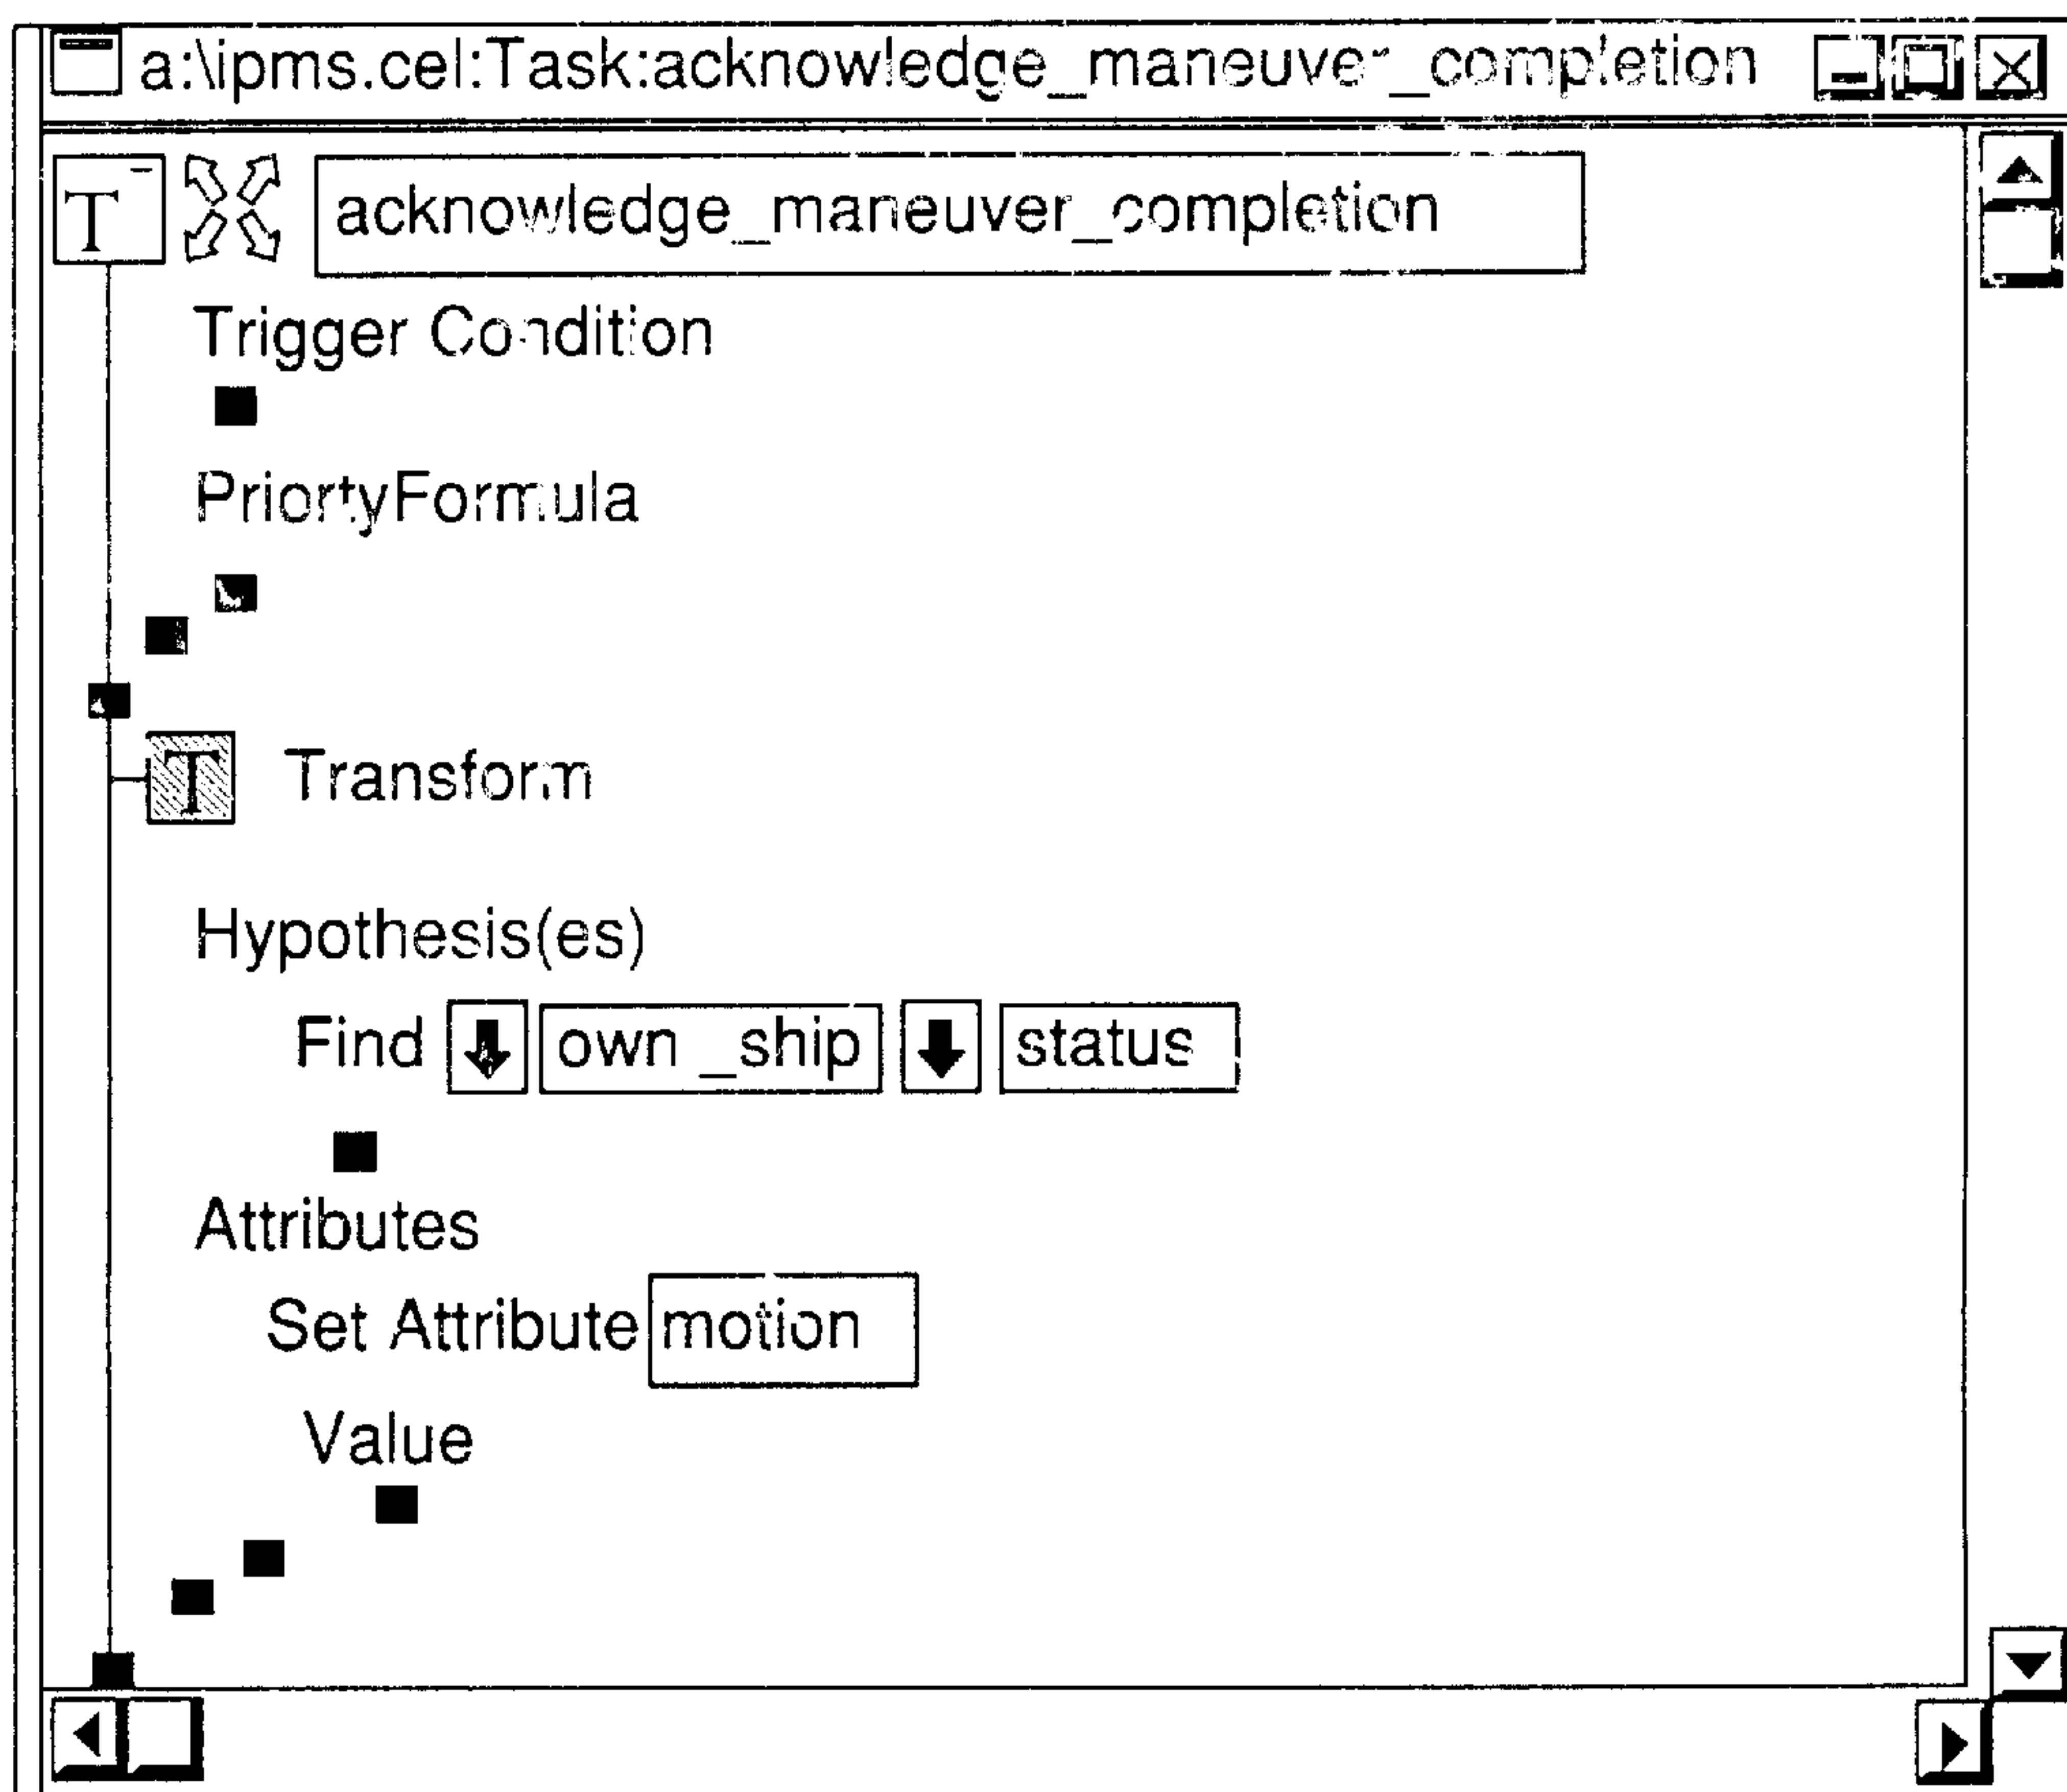 a:\ipms.cel:Task:acknowledge_maneuver_completion
T acknowledge_maneuver_completion
Trigger Condition
PriortyFormula
T Transform
Hypothesis(es)
Find own _ship status
Attributes
Set Attribute motion
Value